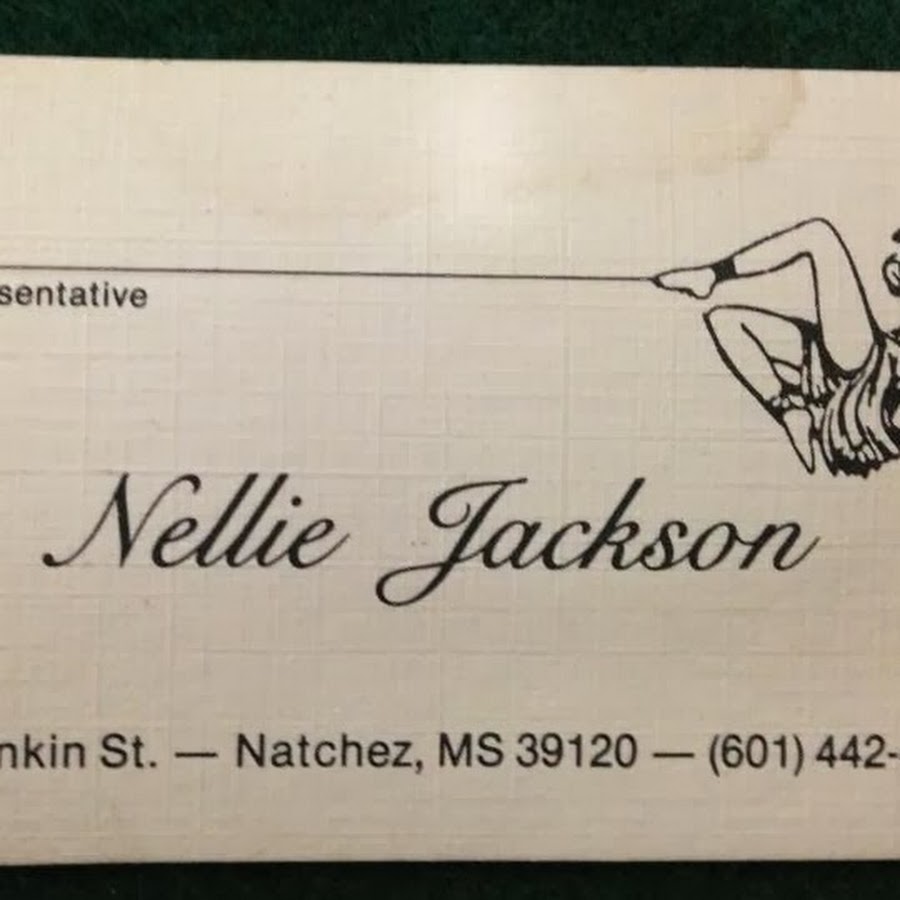 sentative
Nellie Jackson
nkin St. — Natchez, MS 39120 — (601) 442-